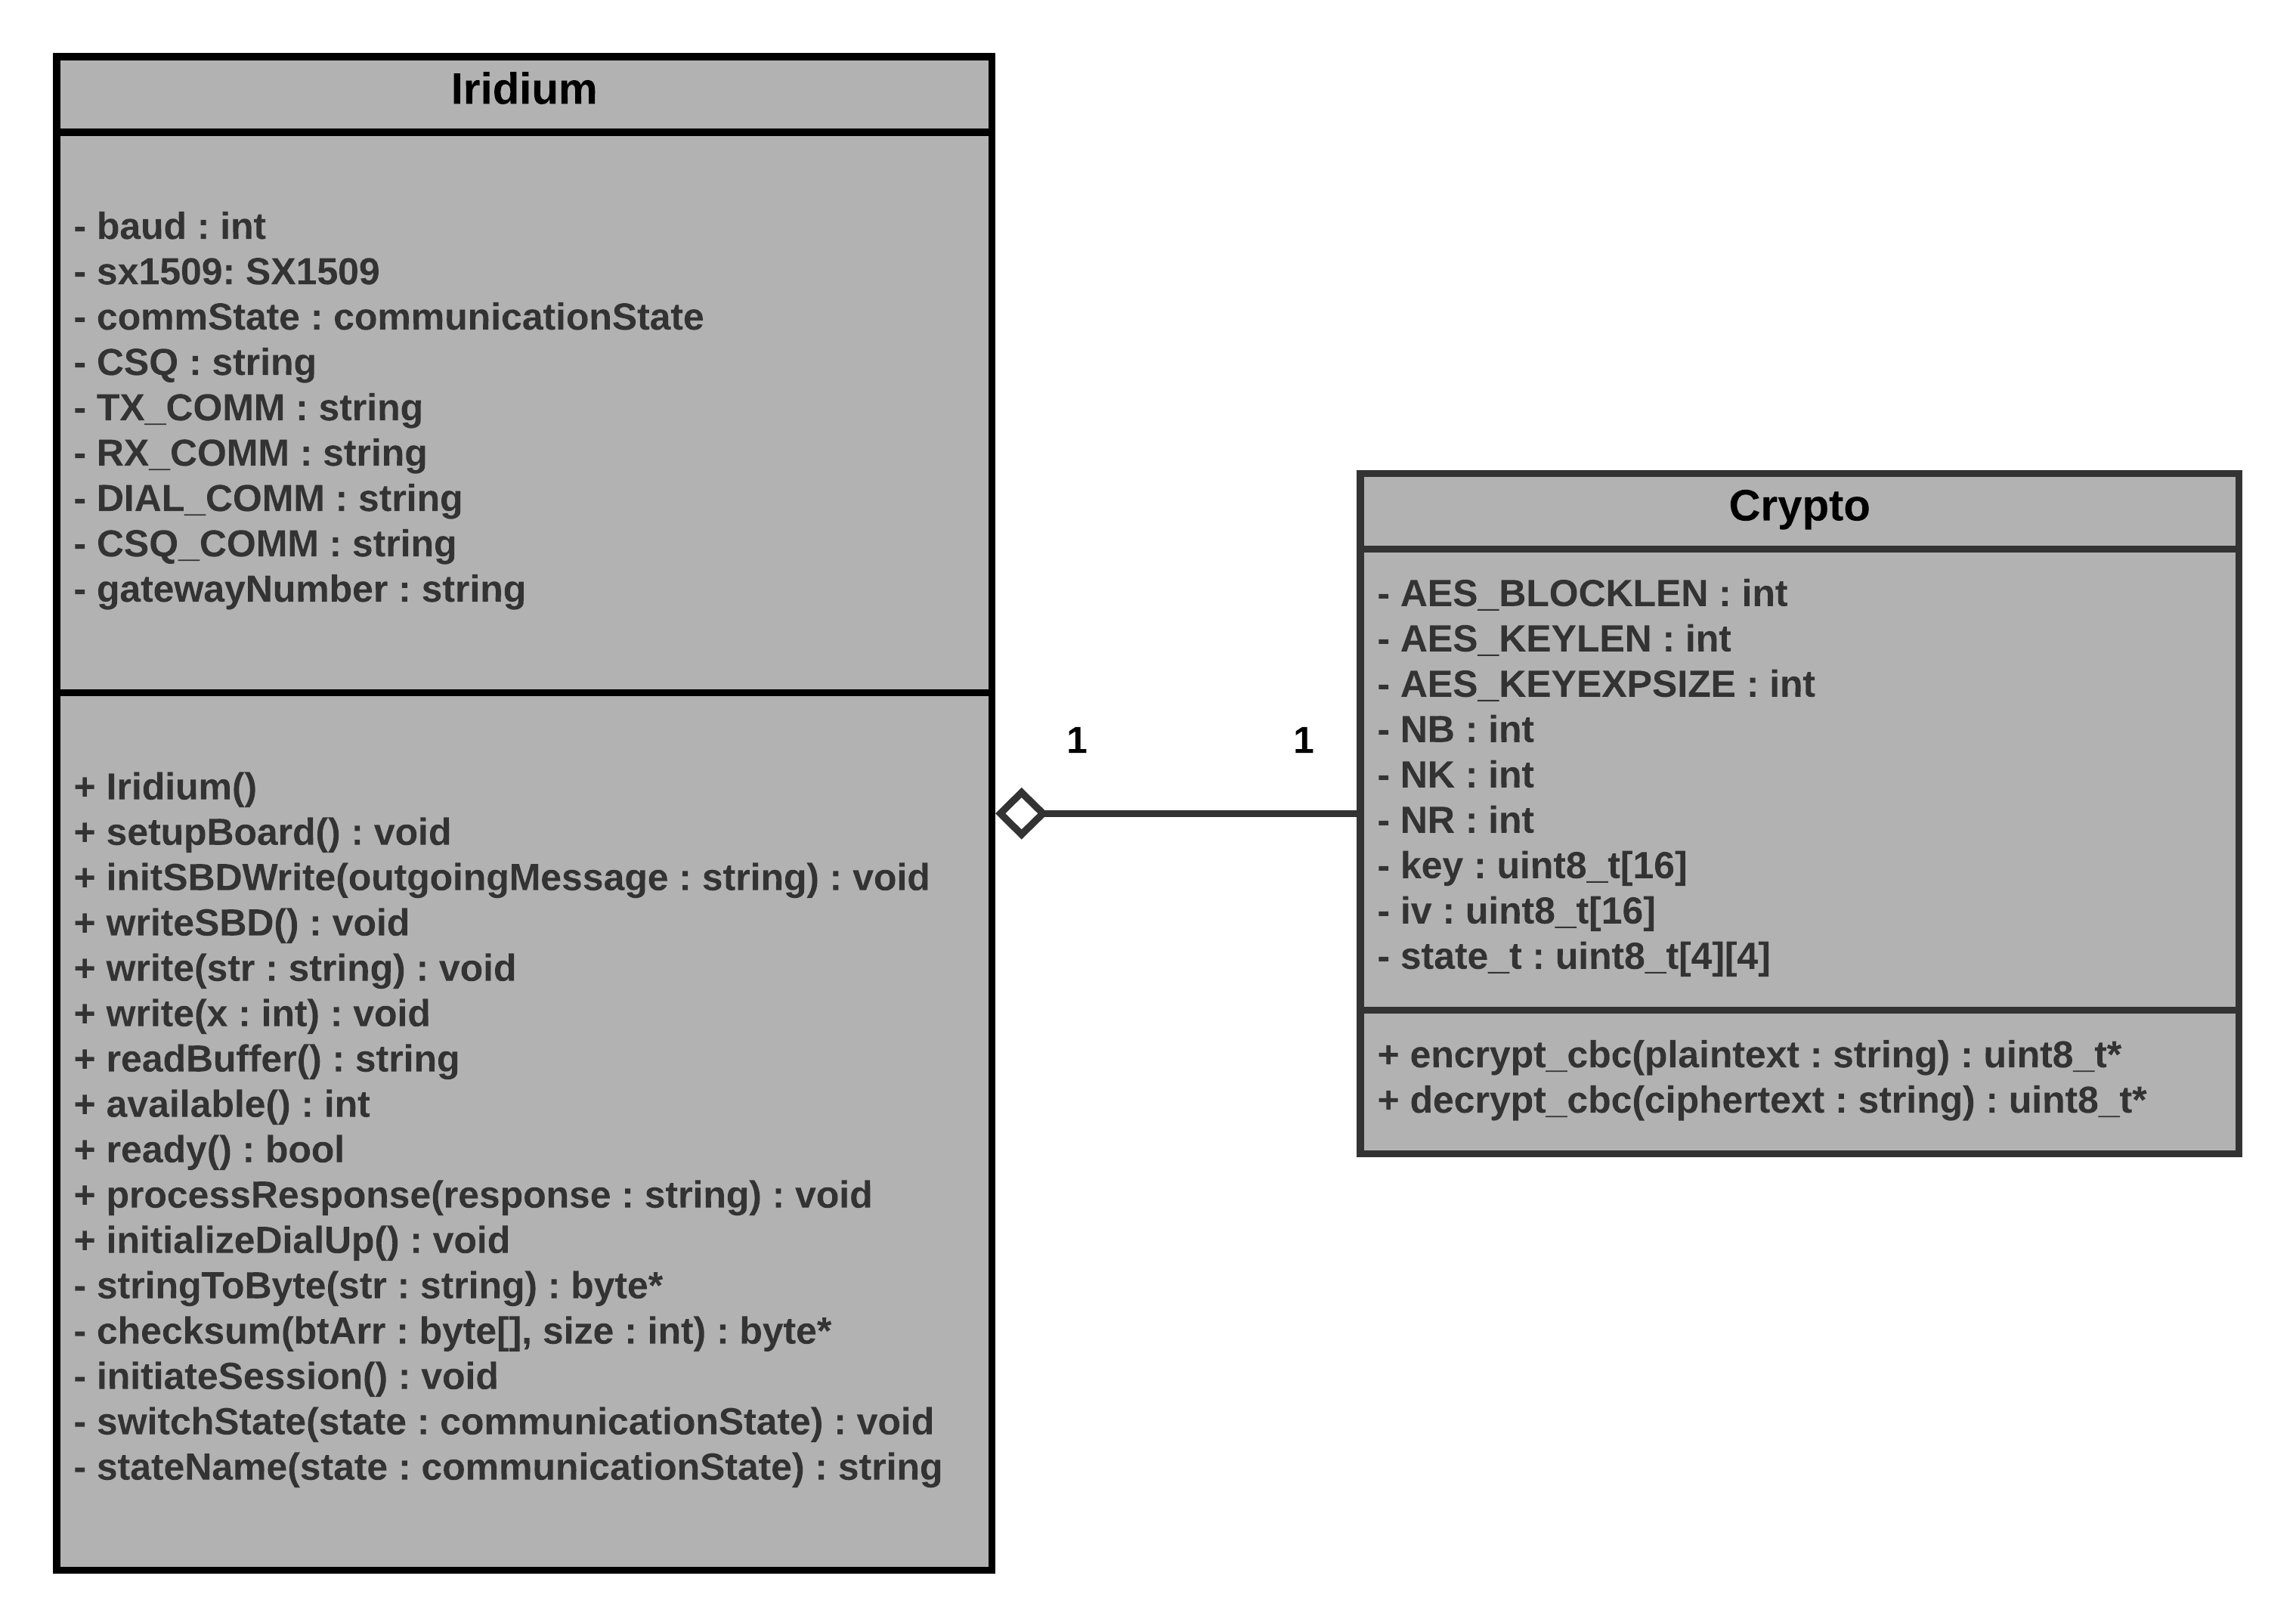 Iridium
- baud : int
- sx1509: SX1509
- commState : communicationState
- CSQ : string
- TX_COMM : string
- RX_COMM : string
- DIAL_COMM : string
- CSQ_COMM : string
- gatewayNumber : string
+ Iridium()
+ setupBoard() : void
+ initSBDWrite(outgoingMessage : string) : void
+ writeSBD() : void
+ write(str : string) : void
+ write(x : int) : void
+ readBuffer() : string
+ available() : int
+ ready() : bool
+ processResponse(response : string) : void
+ initializeDialUp() : void
- stringToByte(str : string) : byte*
- checksum(btArr : byte[], size : int) : byte*
- initiateSession() : void
- switchState(state : communicationState) : void
- stateName(state : communicationState) : string
1 1
Crypto
- AES_BLOCKLEN : int
- AES_KEYLEN : int
- AES_KEYEXPSIZE : int
- NB : int
- NK : int
- NR : int
- key : uint8_t[16]
- iv : uint8_t[16]
- state_t : uint8_t[4][4]
+ encrypt_cbc(plaintext : string) : uint8_t*
+ decrypt_cbc(ciphertext : string) : uint8_t*